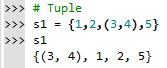 >>> # Tuple
>>> s1 = {1,2,(3,4),5}
>>> s1
{(3, 4), 1, 2, 5}